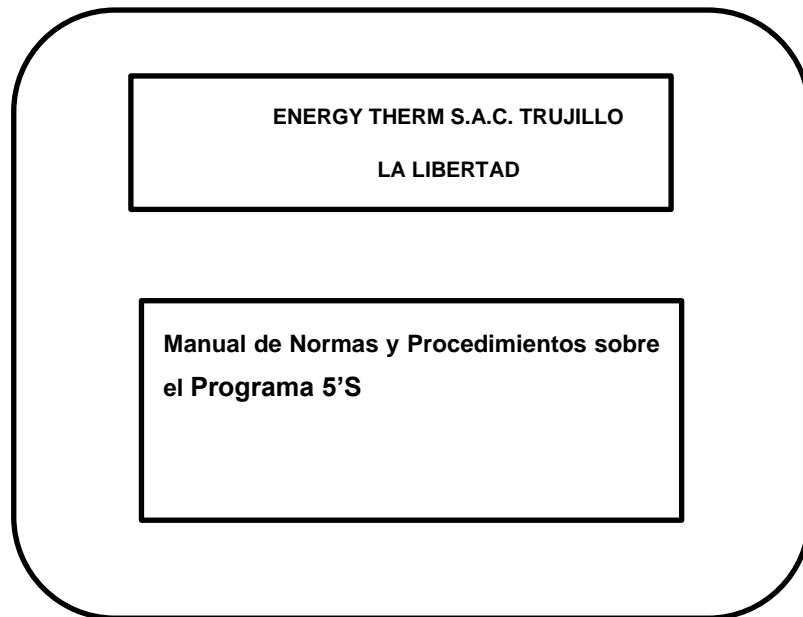 ENERGY THERM S.A.C. TRUJILLO
LA LIBERTAD
Manual de Normas y Procedimientos sobre
el Programa 5’S